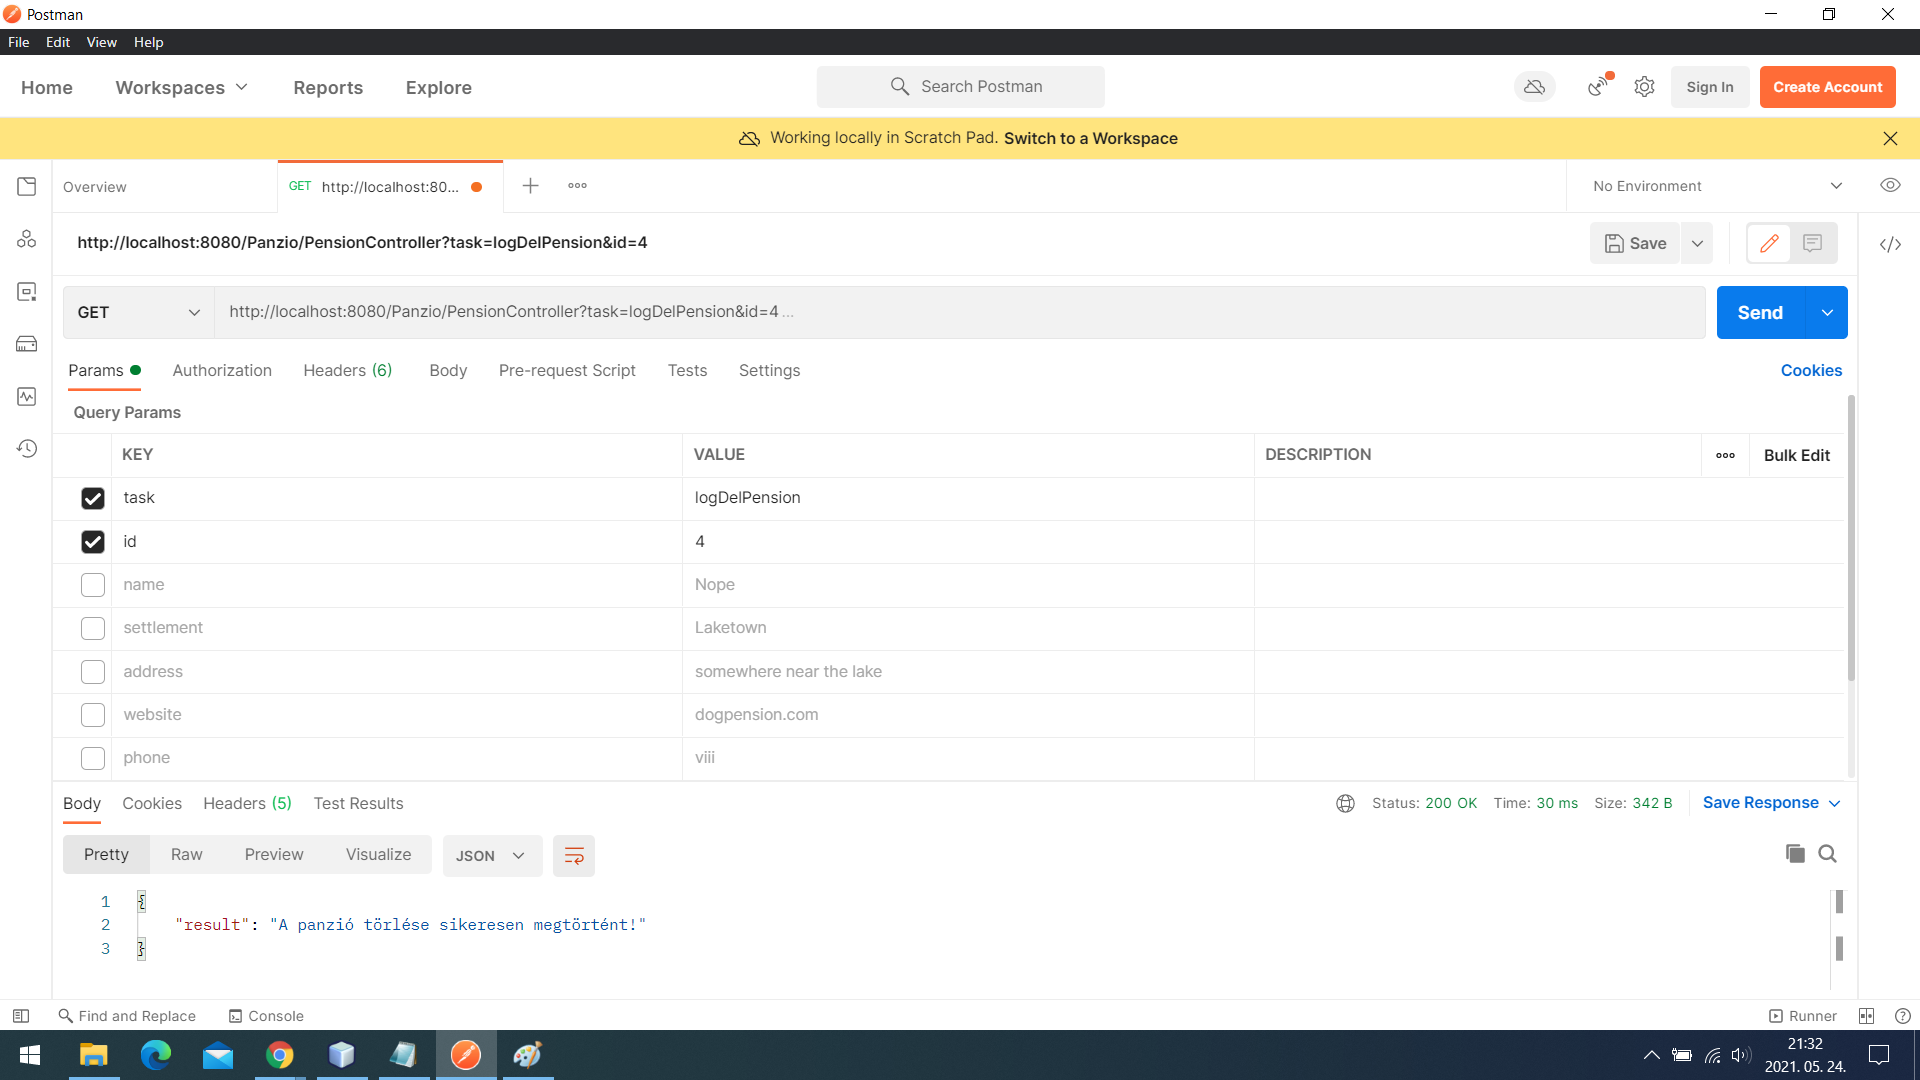 Postman
File Edit View Help
Home Workspaces Reports Explore Search Postman Sign In Create Account
Working locally in Scratch Pad. Switch to a Workspace
Overview GET http://localhost:80... No Environment
http://localhost:8080/Panzio/PensionController?task=logDelPension&id=4 Save
GET http://localhost:8080/Panzio/PensionController?task=logDelPension&id=4 ... Send
Params Authorization Headers (6) Body Pre-request Script Tests Settings Cookies
Query Params
KEY VALUE DESCRIPTION Bulk Edit
task logDelPension
id 4
name Nope
settlement Laketown
address somewhere near the lake
website dogpension.com
phone viii
Body Cookies Headers (5) Test Results Status: 200 OK Time: 30 ms Size: 342 B Save Response
Pretty Raw Preview Visualize JSON
1 {
2 "result": "A panzió törlése sikeresen megtörtént!"
3 }
Find and Replace Console Runner
21:32
2021. 05. 24.